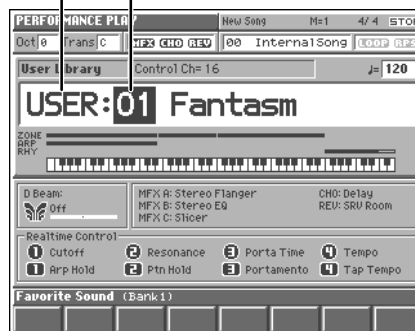 PERFORMANCE PLAY New Song M=1 4/ 4 STO
Oct 0 Trans C MFX CHO REV 00 InternalSong LOOP RPS
User Library Control Ch= 16 ♩= 120
USER:01 Fantasm
ZONE
ARP
RHY
D Beam: MFX A: Stereo Flanger CHO: Delay
Off MFX B: Stereo EQ REV: SRV Room
MFX C: Slicer
Realtime Control
1 Cutoff 2 Resonance 3 Porta Time 4 Tempo
1 Arp Hold 2 Ptn Hold 3 Portamento 4 Tap Tempo
Favorite Sound (Bank1)